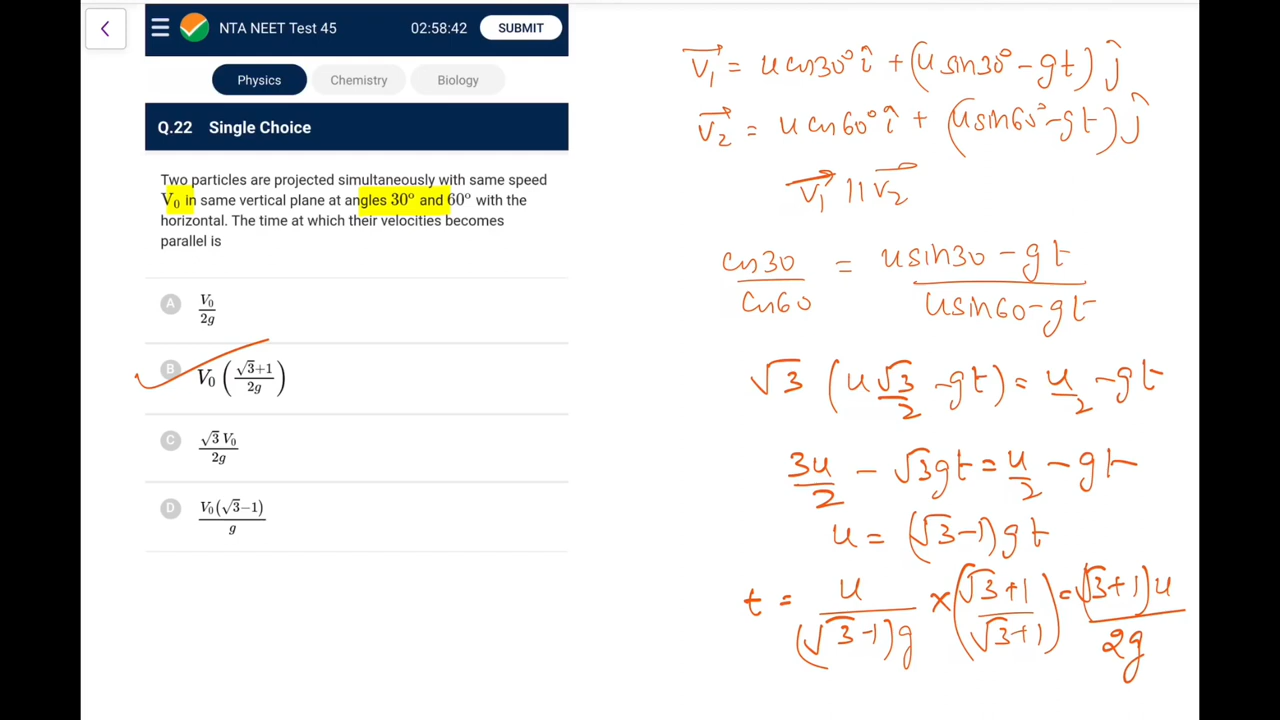 NTA NEET Test 45 02:58:42 SUBMIT
Physics Chemistry Biology
Q.22 Single Choice
Two particles are projected simultaneously with same speed
V₀ in same vertical plane at angles 30° and 60° with the
horizontal. The time at which their velocities becomes
parallel is
A V₀/2g
B V₀ ((√3+1)/2g)
C √3 V₀/2g
D V₀(√3−1)/g
v₁⃗ = u cos30° î + (u sin30° − gt) ĵ
v₂⃗ = u cos60° î + (u sin60° − gt) ĵ
v₁⃗ || v₂⃗
cos30/cos60 = (u sin30 − gt)/(u sin60 − gt)
√3 (u √3/2 − gt) = u/2 − gt
3u/2 − √3gt = u/2 − gt
u = (√3−1) gt
t = u/((√3−1)g) × ((√3+1)/(√3+1)) = (√3+1)u/2g